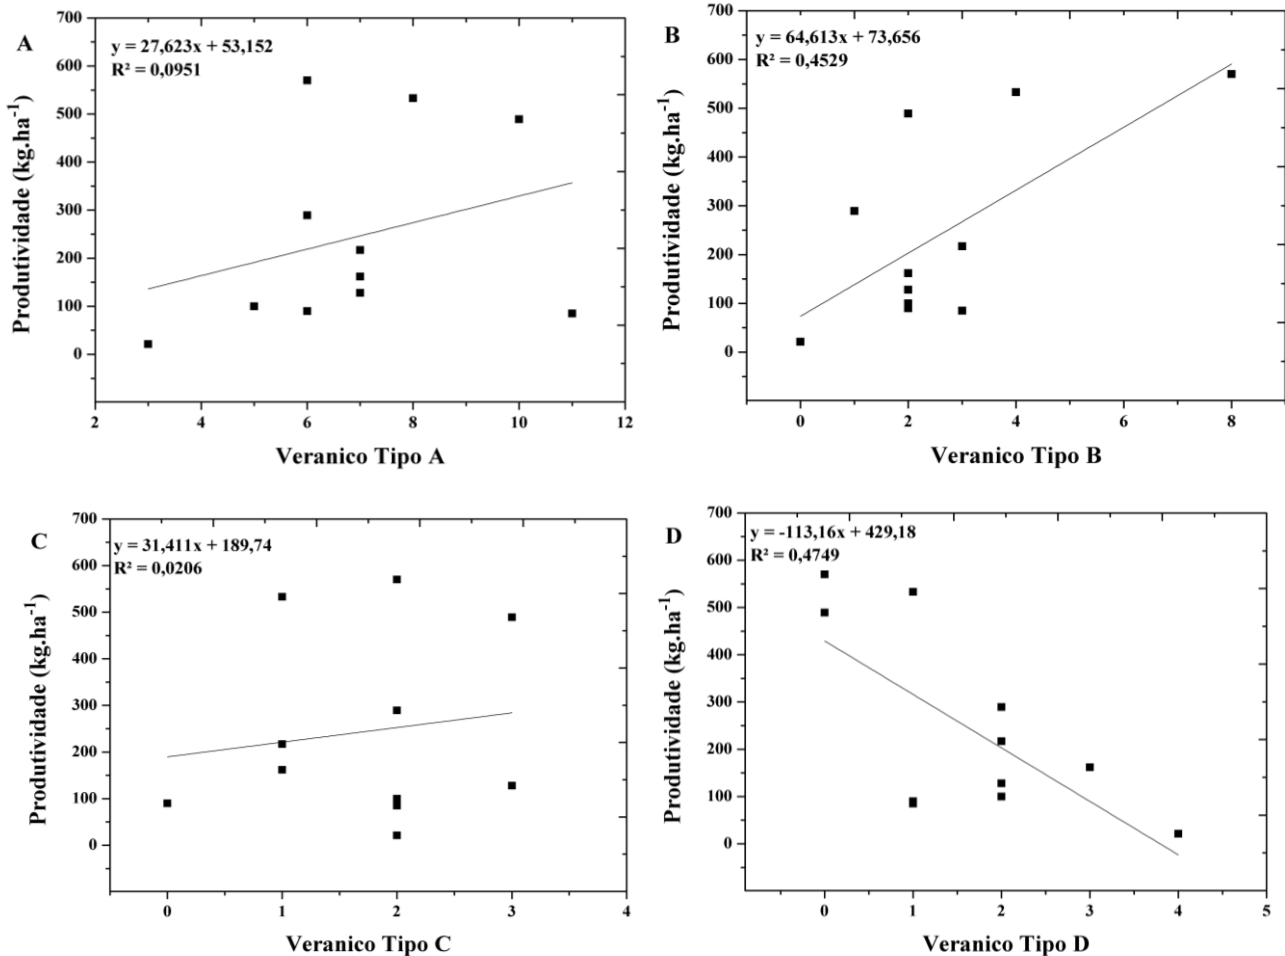 A
y = 27,623x + 53,152
R² = 0,0951
Produtividade (kg.ha⁻¹)
700
600
500
400
300
200
100
0
2 4 6 8 10 12
Veranico Tipo A
B
y = 64,613x + 73,656
R² = 0,4529
Produtividade (kg.ha⁻¹)
700
600
500
400
300
200
100
0
0 2 4 6 8
Veranico Tipo B
C
y = 31,411x + 189,74
R² = 0,0206
Produtividade (kg.ha⁻¹)
700
600
500
400
300
200
100
0
0 1 2 3 4
Veranico Tipo C
D
y = -113,16x + 429,18
R² = 0,4749
Produtividade (kg.ha⁻¹)
700
600
500
400
300
200
100
0
0 1 2 3 4 5
Veranico Tipo D